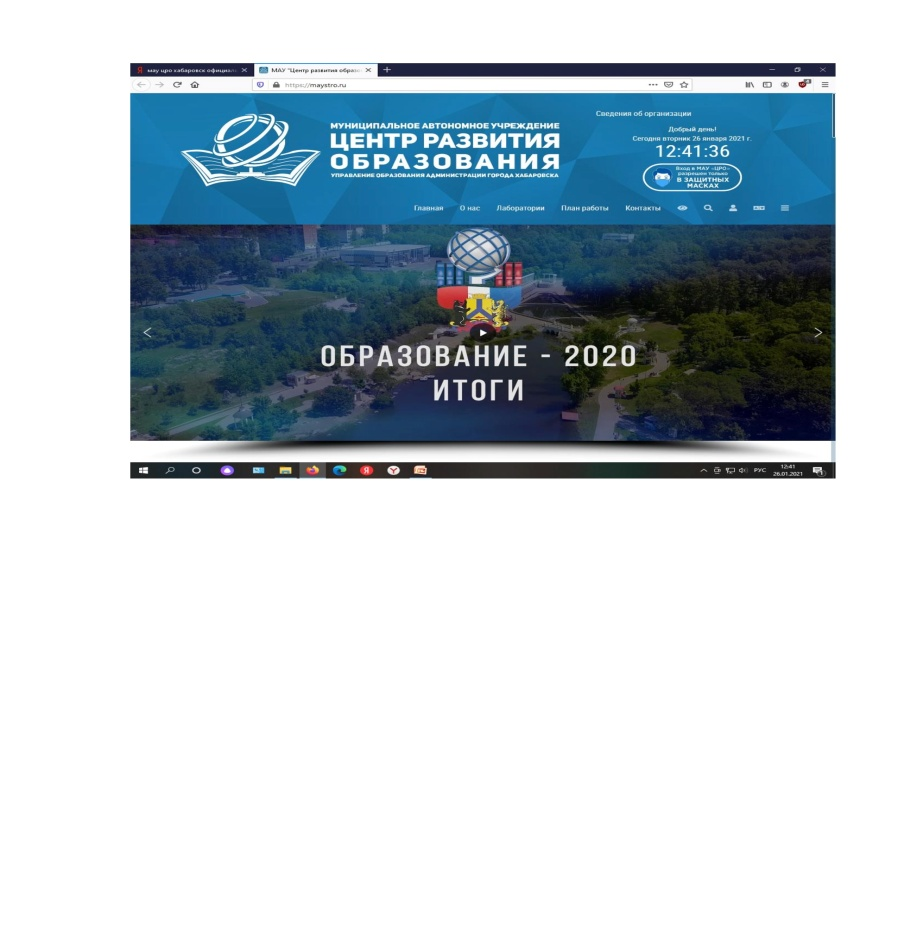 мау цро хабаровск официал
МАУ "Центр развития образо
https://maystro.ru
Сведения об организации
МУНИЦИПАЛЬНОЕ АВТОНОМНОЕ УЧРЕЖДЕНИЕ
ЦЕНТР РАЗВИТИЯ
ОБРАЗОВАНИЯ
УПРАВЛЕНИЕ ОБРАЗОВАНИЯ АДМИНИСТРАЦИИ ГОРОДА ХАБАРОВСКА
Добрый день!
Сегодня вторник 26 января 2021 г.
12:41:36
Вход в МАУ «ЦРО»
разрешен только
В ЗАЩИТНЫХ
МАСКАХ
Главная О нас Лаборатории План работы Контакты
ОБРАЗОВАНИЕ - 2020
ИТОГИ
РУС
12:41
26.01.2021